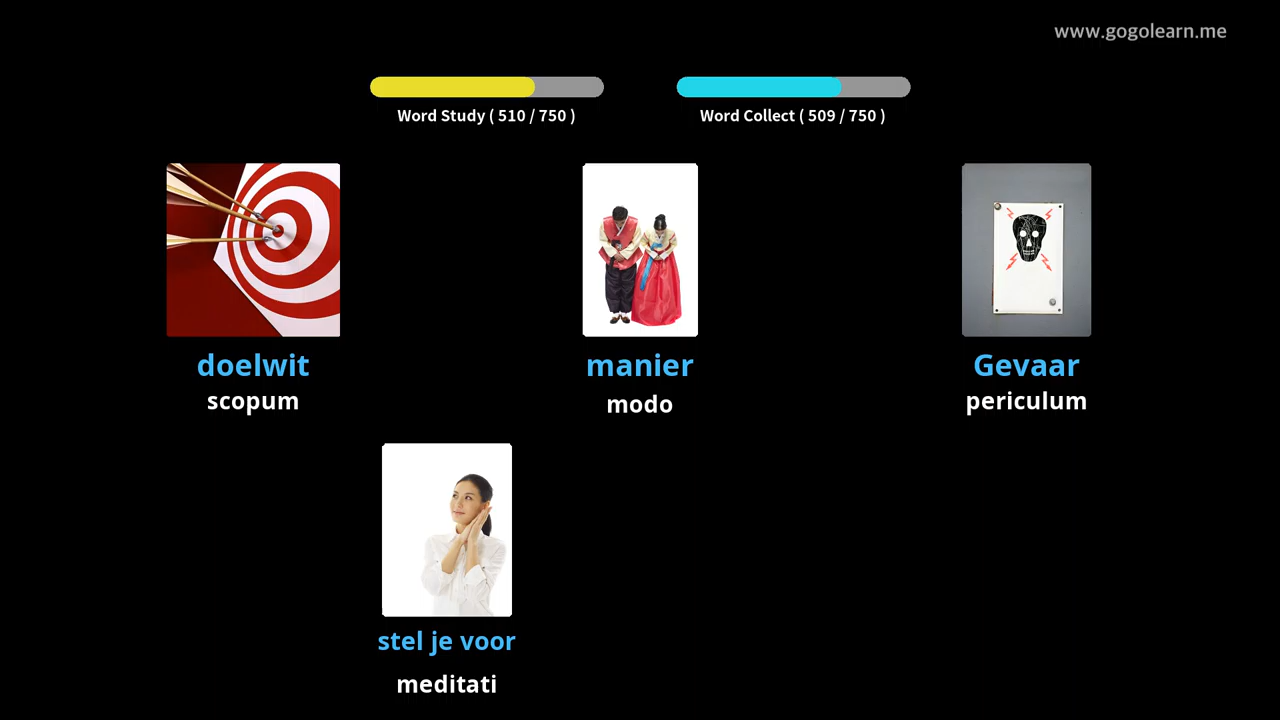 www.gogolearn.me
Word Study ( 510 / 750 )
Word Collect ( 509 / 750 )
doelwit
scopum
manier
modo
Gevaar
periculum
stel je voor
meditati